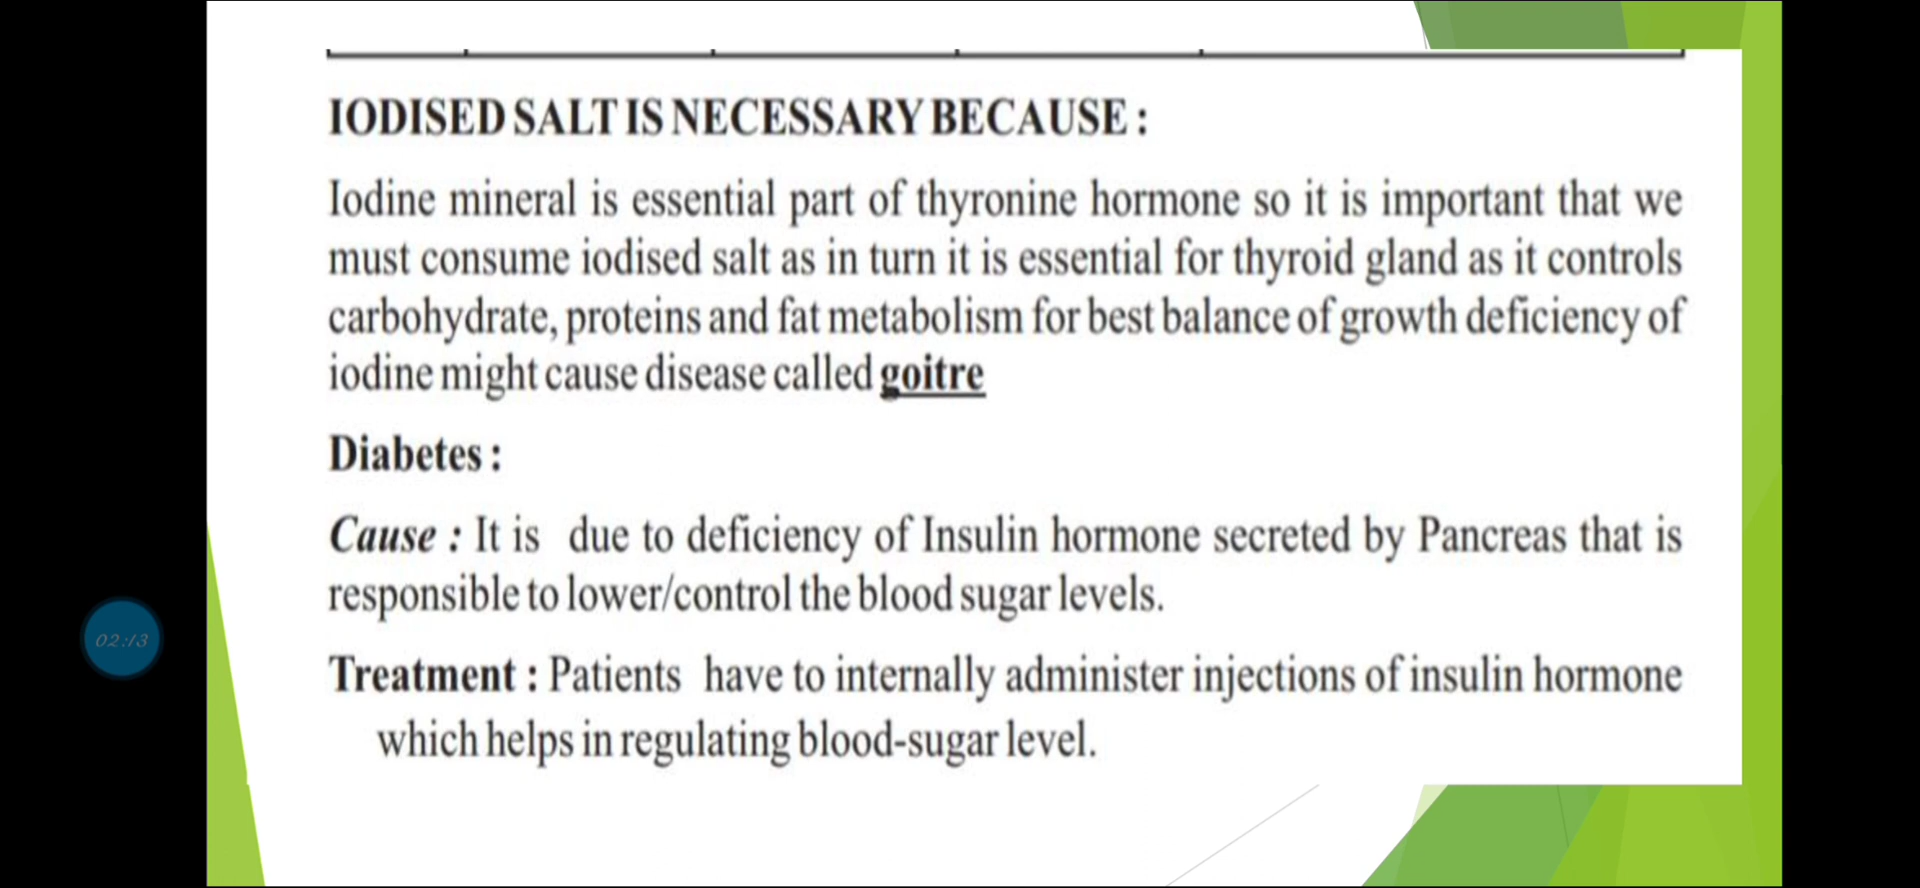 IODISED SALT IS NECESSARY BECAUSE :
Iodine mineral is essential part of thyronine hormone so it is important that we
must consume iodised salt as in turn it is essential for thyroid gland as it controls
carbohydrate, proteins and fat metabolism for best balance of growth deficiency of
iodine might cause disease called goitre
Diabetes :
Cause : It is due to deficiency of Insulin hormone secreted by Pancreas that is
responsible to lower/control the blood sugar levels.
02:13
Treatment : Patients have to internally administer injections of insulin hormone
which helps in regulating blood-sugar level.